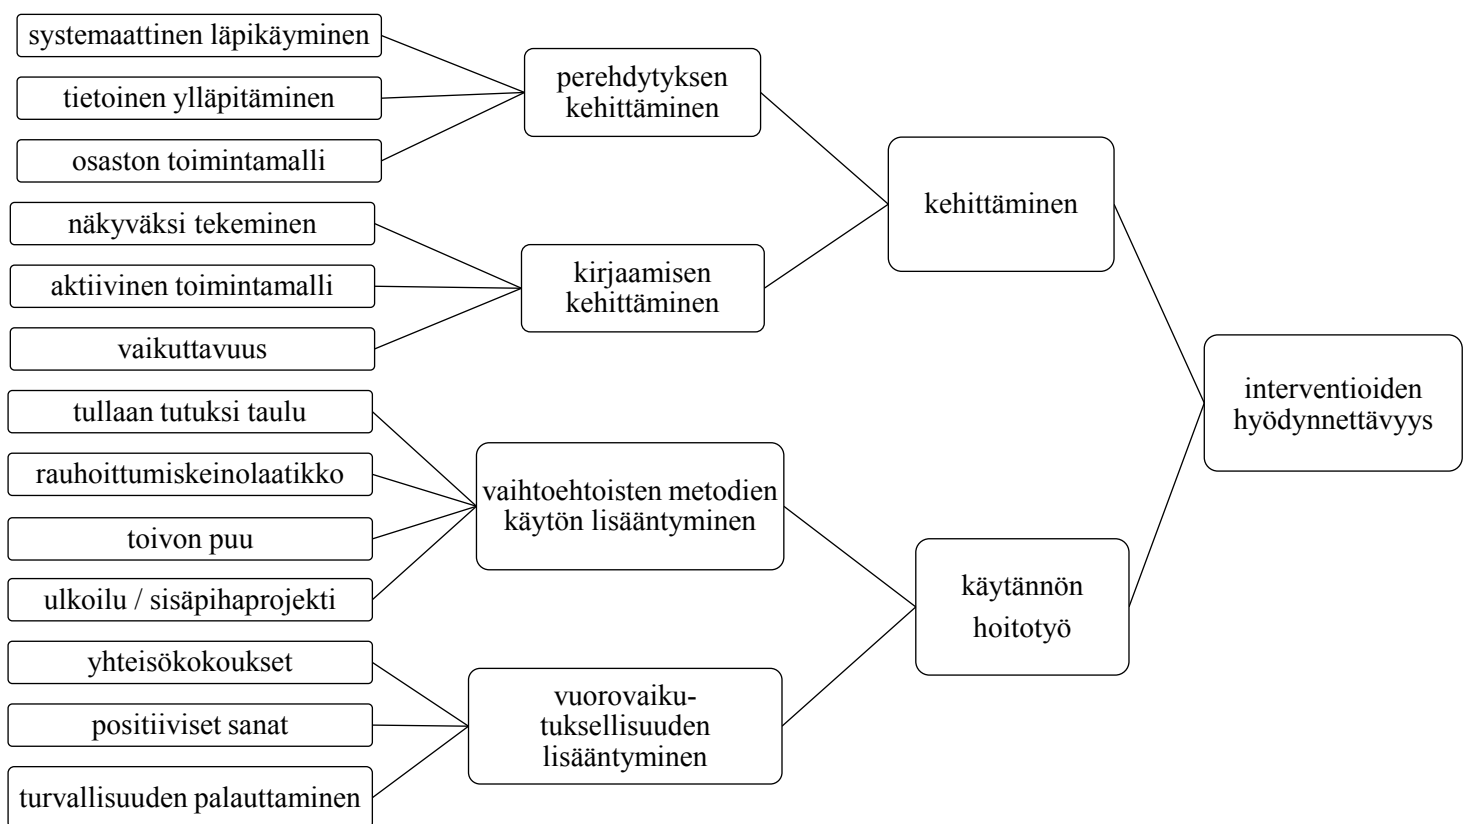 systemaattinen läpikäyminen
tietoinen ylläpitäminen
osaston toimintamalli
näkyväksi tekeminen
aktiivinen toimintamalli
vaikuttavuus
tullaan tutuksi taulu
rauhoittumiskeinolaatikko
toivon puu
ulkoilu / sisäpihaprojekti
yhteisökokoukset
positiiviset sanat
turvallisuuden palauttaminen
perehdytyksen
kehittäminen
kirjaamisen
kehittäminen
vaihtoehtoisten metodien
käytön lisääntyminen
vuorovaiku-
tuksellisuuden
lisääntyminen
kehittäminen
käytännön
hoitotyö
interventioiden
hyödynnettävyys